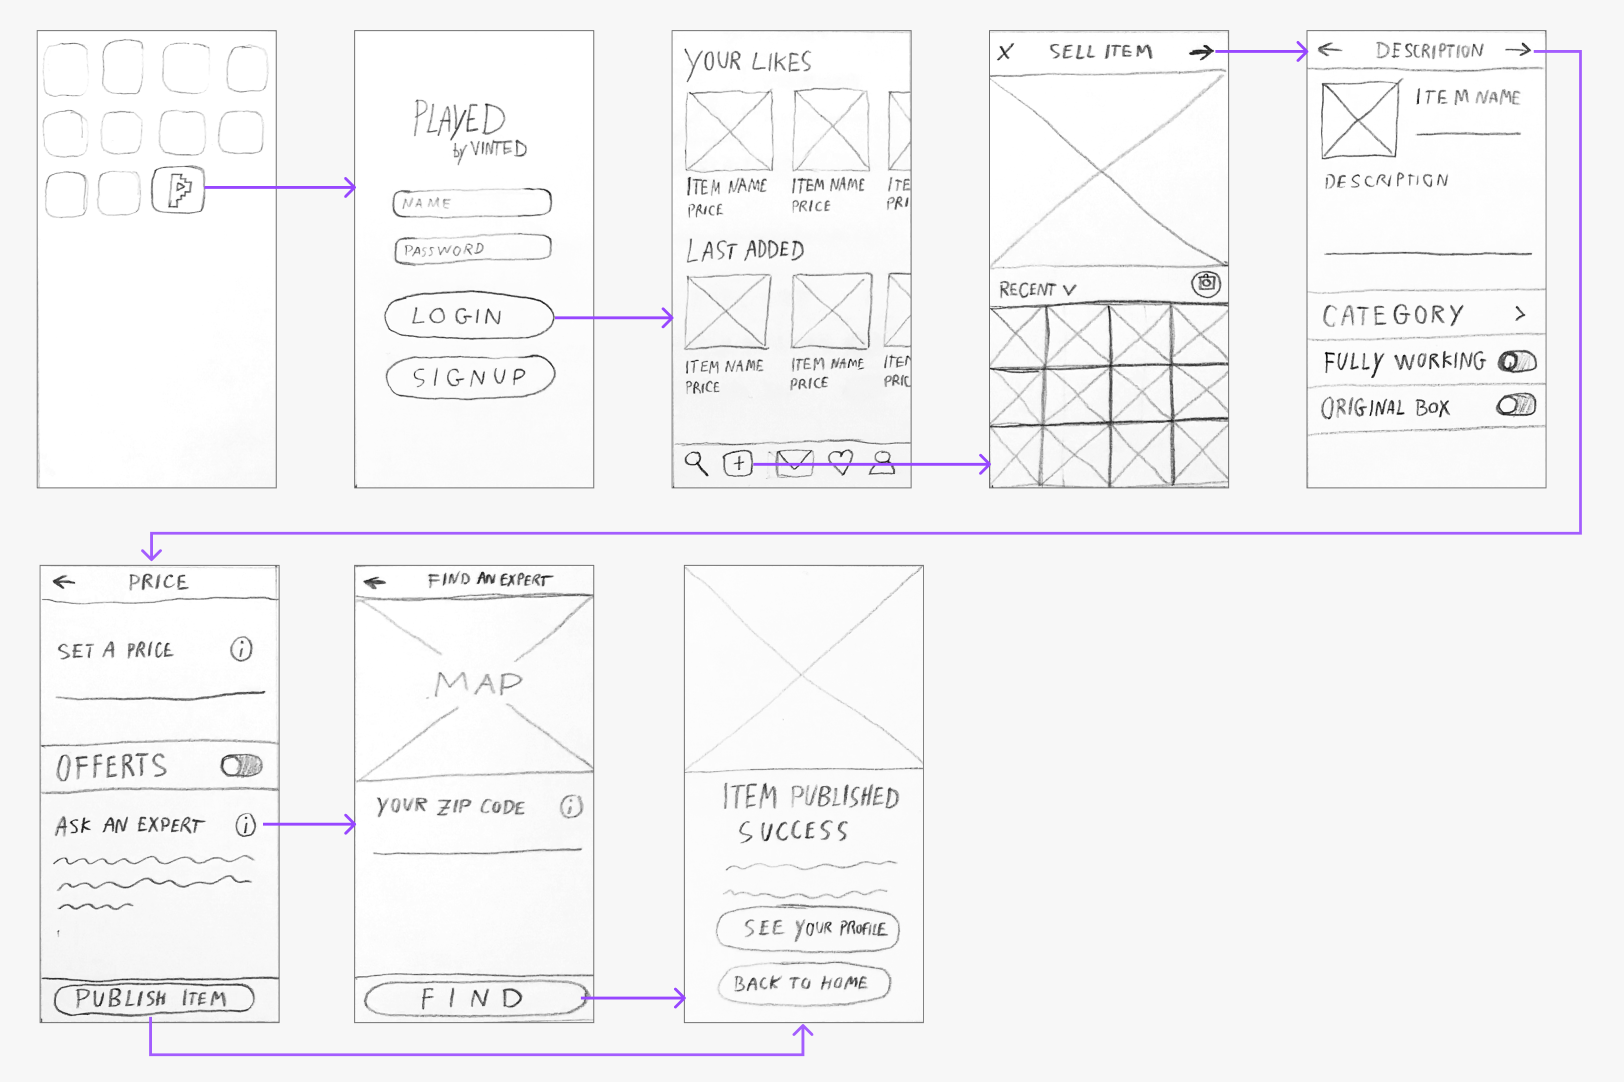 PLAYED
by VINTED
NAME
PASSWORD
LOGIN
SIGNUP
YOUR LIKES
ITEM NAME
PRICE
ITEM NAME
PRICE
ITE
PRI
LAST ADDED
ITEM NAME
PRICE
ITEM NAME
PRICE
ITEM
PRIC
X SELL ITEM
RECENT
DESCRIPTION
ITEM NAME
DESCRIPTION
CATEGORY
FULLY WORKING
ORIGINAL BOX
PRICE
SET A PRICE i
OFFERTS
ASK AN EXPERT i
PUBLISH ITEM
FIND AN EXPERT
MAP
YOUR ZIP CODE i
FIND
ITEM PUBLISHED
SUCCESS
SEE YOUR PROFILE
BACK TO HOME